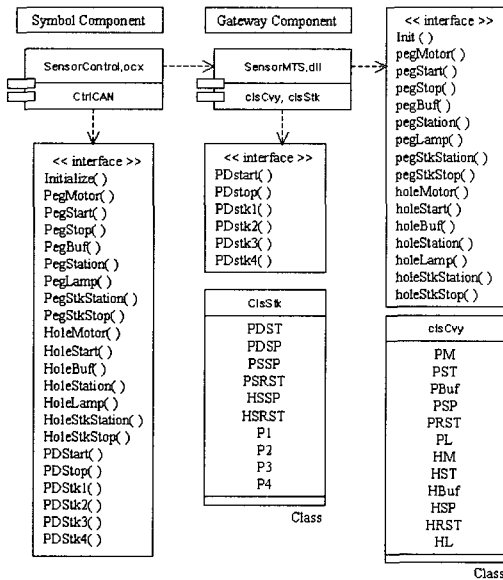 Symbol Component
SensorControl.ocx
CtrlCAN
<< interface >>
Initialize( )
PegMotor( )
PegStart( )
PegStop( )
PegBuf( )
PegStation( )
PegLamp( )
PegStkStation( )
PegStkStop( )
HoleMotor( )
HoleStart( )
HoleBuf( )
HoleStation( )
HoleLamp( )
HoleStkStation( )
HoleStkStop( )
PDStart( )
PDStop( )
PDStk1( )
PDStk2( )
PDStk3( )
PDStk4( )
Gateway Component
SensorMTS.dll
clsCvy, clsStk
<< interface >>
PDstart( )
PDstop( )
PDstk1( )
PDstk2( )
PDstk3( )
PDstk4( )
ClsStk
PDST
PDSP
PSSP
PSRST
HSSP
HSRST
P1
P2
P3
P4
Class
<< interface >>
Init ( )
pegMotor( )
pegStart( )
pegStop( )
pegBuf( )
pegStation( )
pegLamp( )
pegStkStation( )
pegStkStop( )
holeMotor( )
holeStart( )
holeBuf( )
holeStation( )
holeLamp( )
holeStkStation( )
holeStkStop( )
clsCvy
PM
PST
PBuf
PSP
PRST
PL
HM
HST
HBuf
HSP
HRST
HL
Class